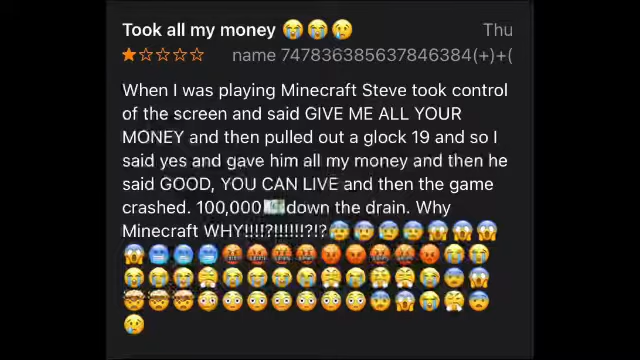 Took all my money 😭😭😢 Thu
★☆☆☆☆ name 747836385637846384(+)+(
When I was playing Minecraft Steve took control
of the screen and said GIVE ME ALL YOUR
MONEY and then pulled out a glock 19 and so I
said yes and gave him all my money and then he
said GOOD, YOU CAN LIVE and then the game
crashed. 100,000💵down the drain. Why
Minecraft WHY!!!!?!!!!!!?!?😰😰😰😰😱😱😱
😱🥶🥶🥶🤬🤬🤬🤬😡😡😡😡😡😭😭
😭😭😭😤😭😭😭😭😭😭😤😤😭😨😱
🤯🤯🤯😳😳😳😳😳😳😳😨😱😭😤😨
😢